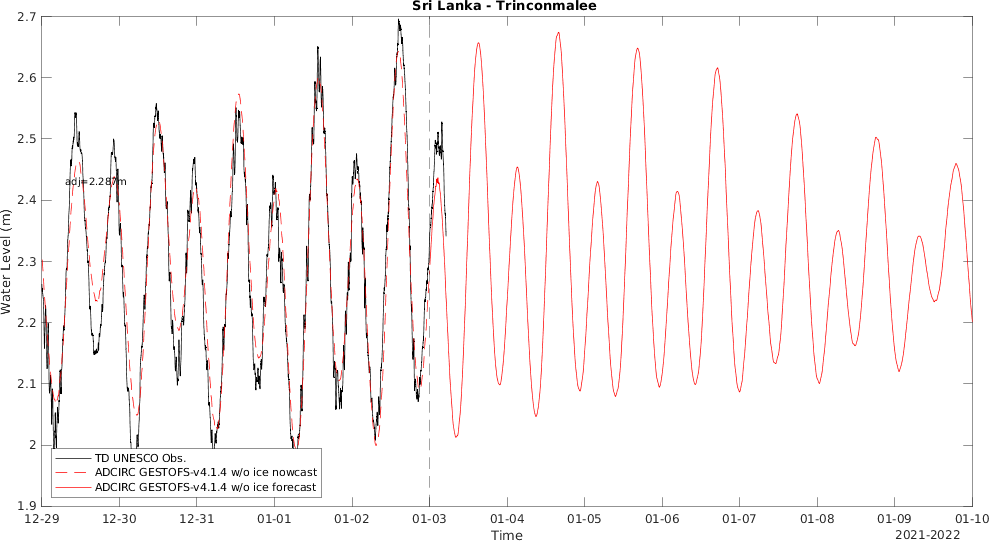 Sri Lanka - Trinconmalee
2.7
2.6
2.5
2.4
2.3
2.2
2.1
2
1.9
Water Level (m)
adj=2.287m
TD UNESCO Obs.
ADCIRC GESTOFS-v4.1.4 w/o ice nowcast
ADCIRC GESTOFS-v4.1.4 w/o ice forecast
12-29 12-30 12-31 01-01 01-02 01-03 01-04 01-05 01-06 01-07 01-08 01-09 01-10
Time
2021-2022